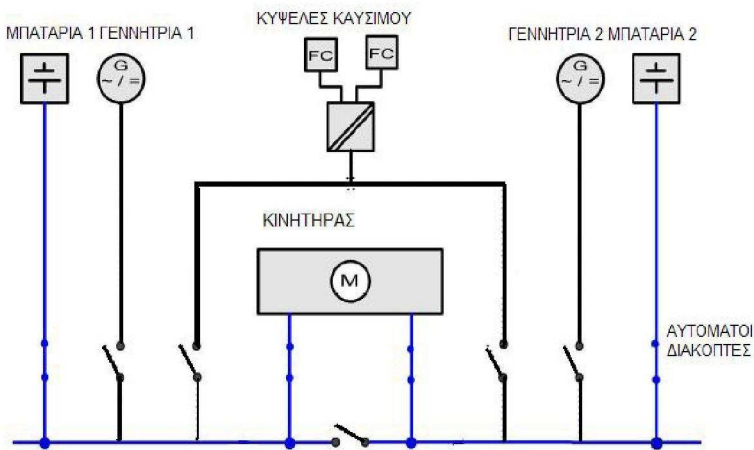 ΚΥΨΕΛΕΣ ΚΑΥΣΙΜΟΥ
ΜΠΑΤΑΡΙΑ 1 ΓΕΝΝΗΤΡΙΑ 1
ΓΕΝΝΗΤΡΙΑ 2 ΜΠΑΤΑΡΙΑ 2
FC FC
G
~ / =
G
~ / =
ΚΙΝΗΤΗΡΑΣ
M
ΑΥΤΟΜΑΤΟΙ
ΔΙΑΚΟΠΤΕΣ